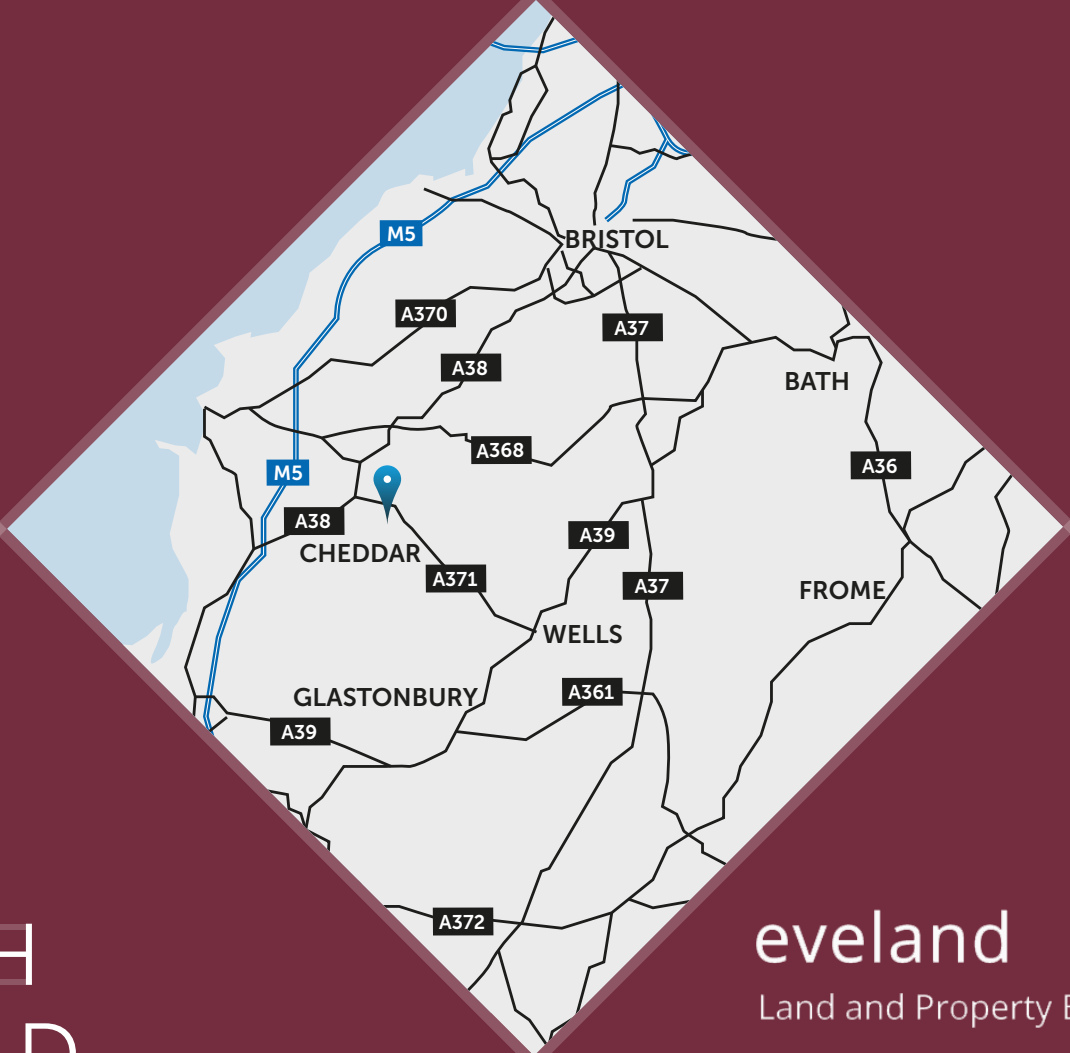 M5
BRISTOL
A370
A37
A38
BATH
A368
A36
M5
A38
A39
CHEDDAR
A371
A37
FROME
WELLS
A361
GLASTONBURY
A39
A372
eveland
H
Land and Property
D